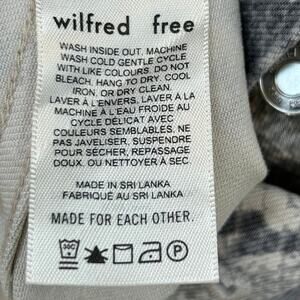 wilfred free
WASH INSIDE OUT, MACHINE
WASH COLD GENTLE CYCLE
WITH LIKE COLOURS. DO NOT
BLEACH, HANG TO DRY. COOL
IRON, OR DRY CLEAN.
LAVER À L'ENVERS. LAVER À LA
MACHINE À L'EAU FROIDE AU
CYCLE DÉLICAT AVEC
COULEURS SEMBLABLES. NE
PAS JAVELISER, SUSPENDRE
POUR SÉCHER, REPASSAGE
DOUX. OU NETTOYER À SEC.
MADE IN SRI LANKA
FABRIQUÉ AU SRI LANKA
MADE FOR EACH OTHER.
30C P